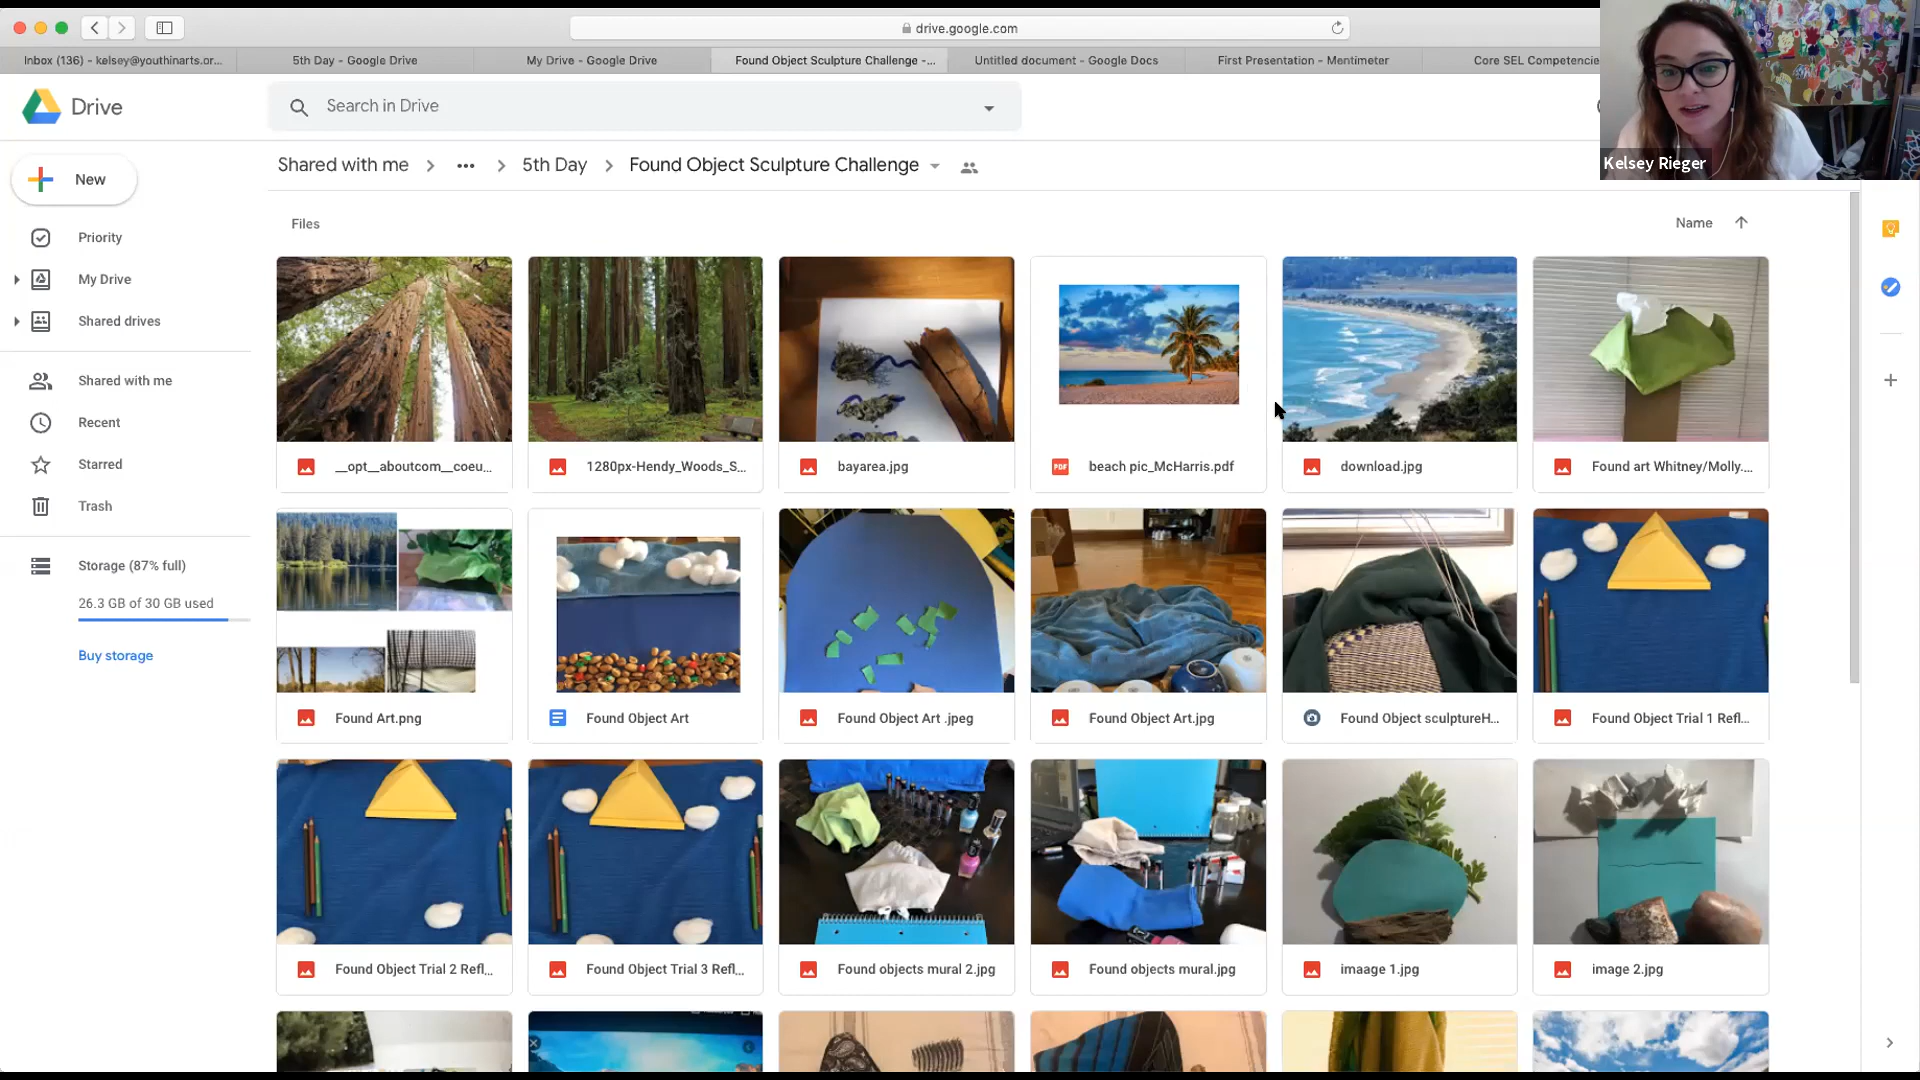 drive.google.com
Inbox (136) - kelsey@youthinarts.or...
5th Day - Google Drive
My Drive - Google Drive
Found Object Sculpture Challenge -...
Untitled document - Google Docs
First Presentation - Mentimeter
Core SEL Competencie
Drive
Search in Drive
Kelsey Rieger
New
Shared with me
5th Day
Found Object Sculpture Challenge
Priority
My Drive
Shared drives
Shared with me
Recent
Starred
Trash
Storage (87% full)
26.3 GB of 30 GB used
Buy storage
Files
Name
__opt__aboutcom__coeu...
1280px-Hendy_Woods_S...
bayarea.jpg
PDF
beach pic_McHarris.pdf
download.jpg
Found art Whitney/Molly....
Found Art.png
Found Object Art
Found Object Art .jpeg
Found Object Art.jpg
Found Object sculptureH...
Found Object Trial 1 Refl...
Found Object Trial 2 Refl...
Found Object Trial 3 Refl...
Found objects mural 2.jpg
Found objects mural.jpg
imaage 1.jpg
image 2.jpg